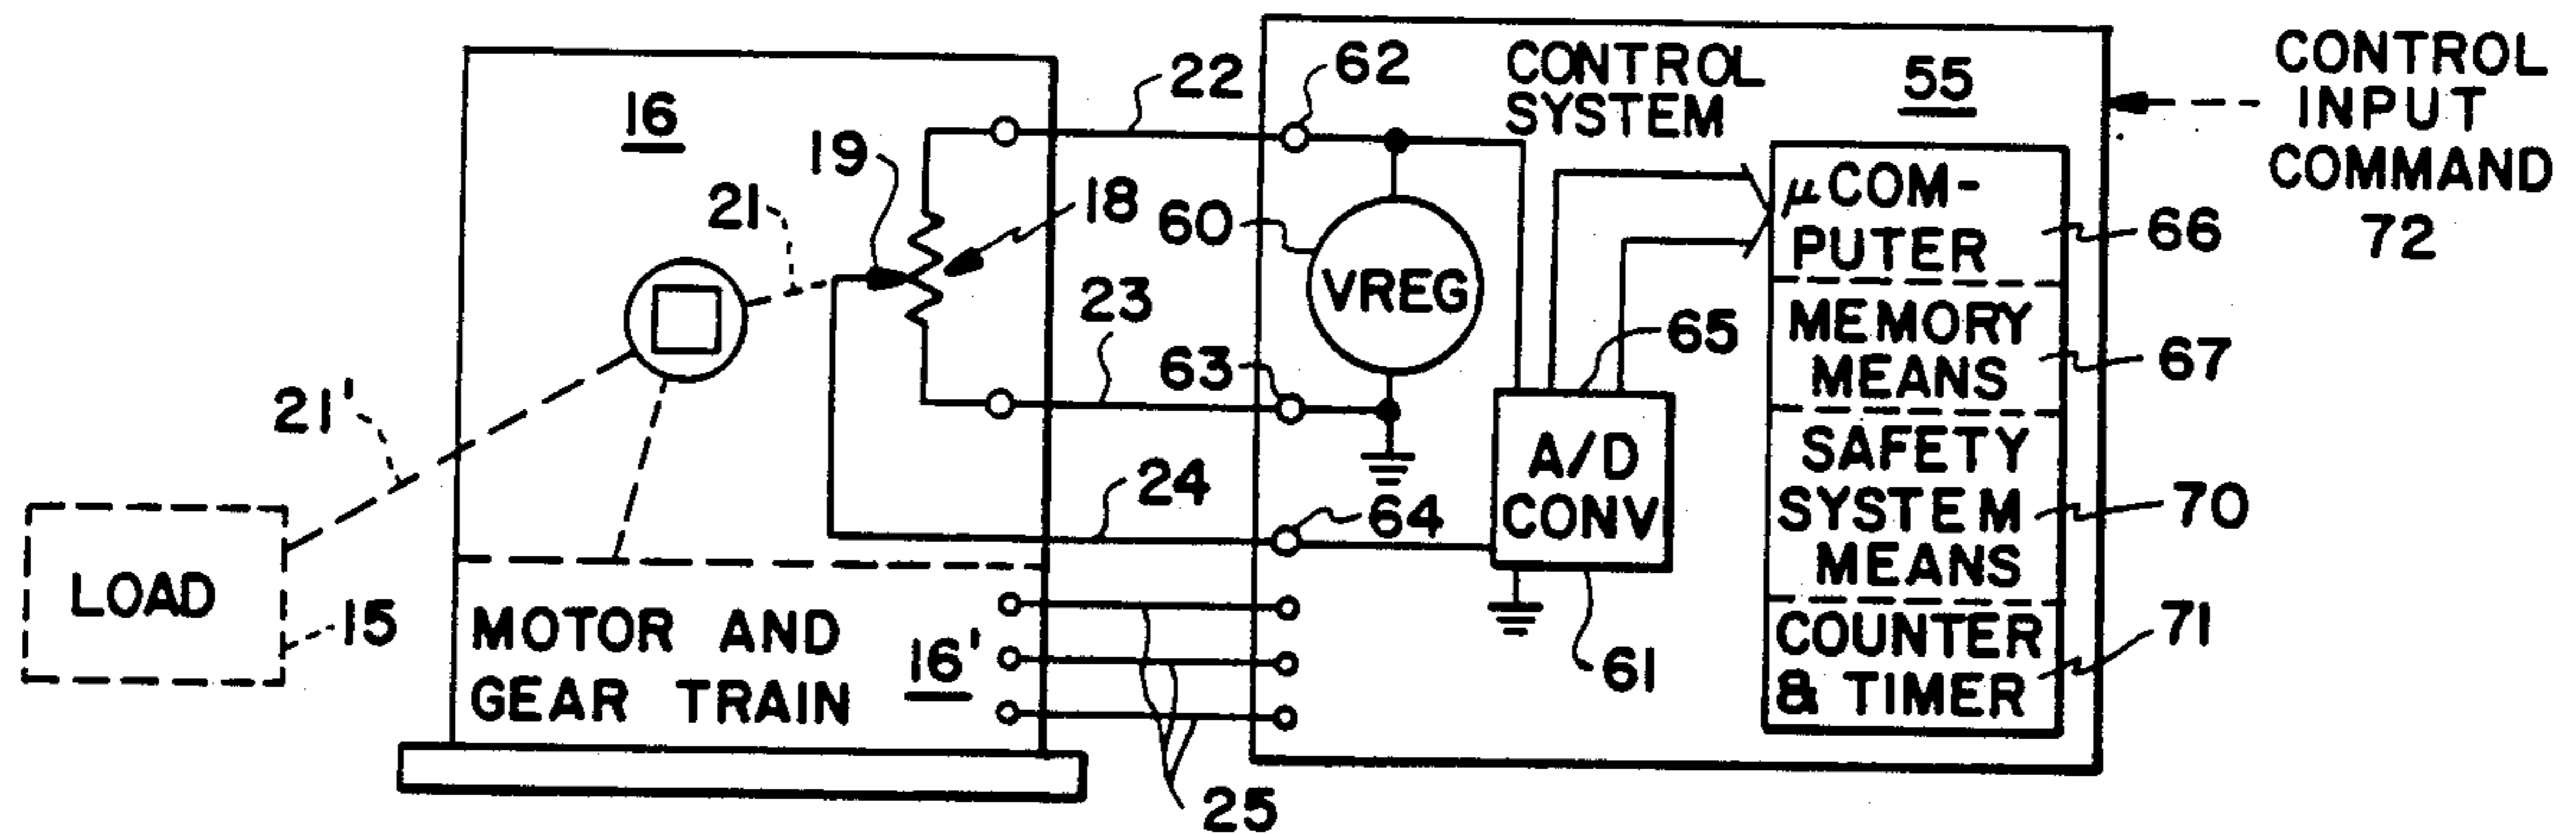 16
19
21
18
22
62
CONTROL
SYSTEM
55
CONTROL
INPUT
COMMAND
72
60
VREG
μCOM-
PUTER
66
23
63
65
MEMORY
MEANS
67
21'
24
64
A/D
CONV
61
SAFETY
SYSTEM
MEANS
70
LOAD
15
MOTOR AND
GEAR TRAIN
16'
25
COUNTER
& TIMER
71